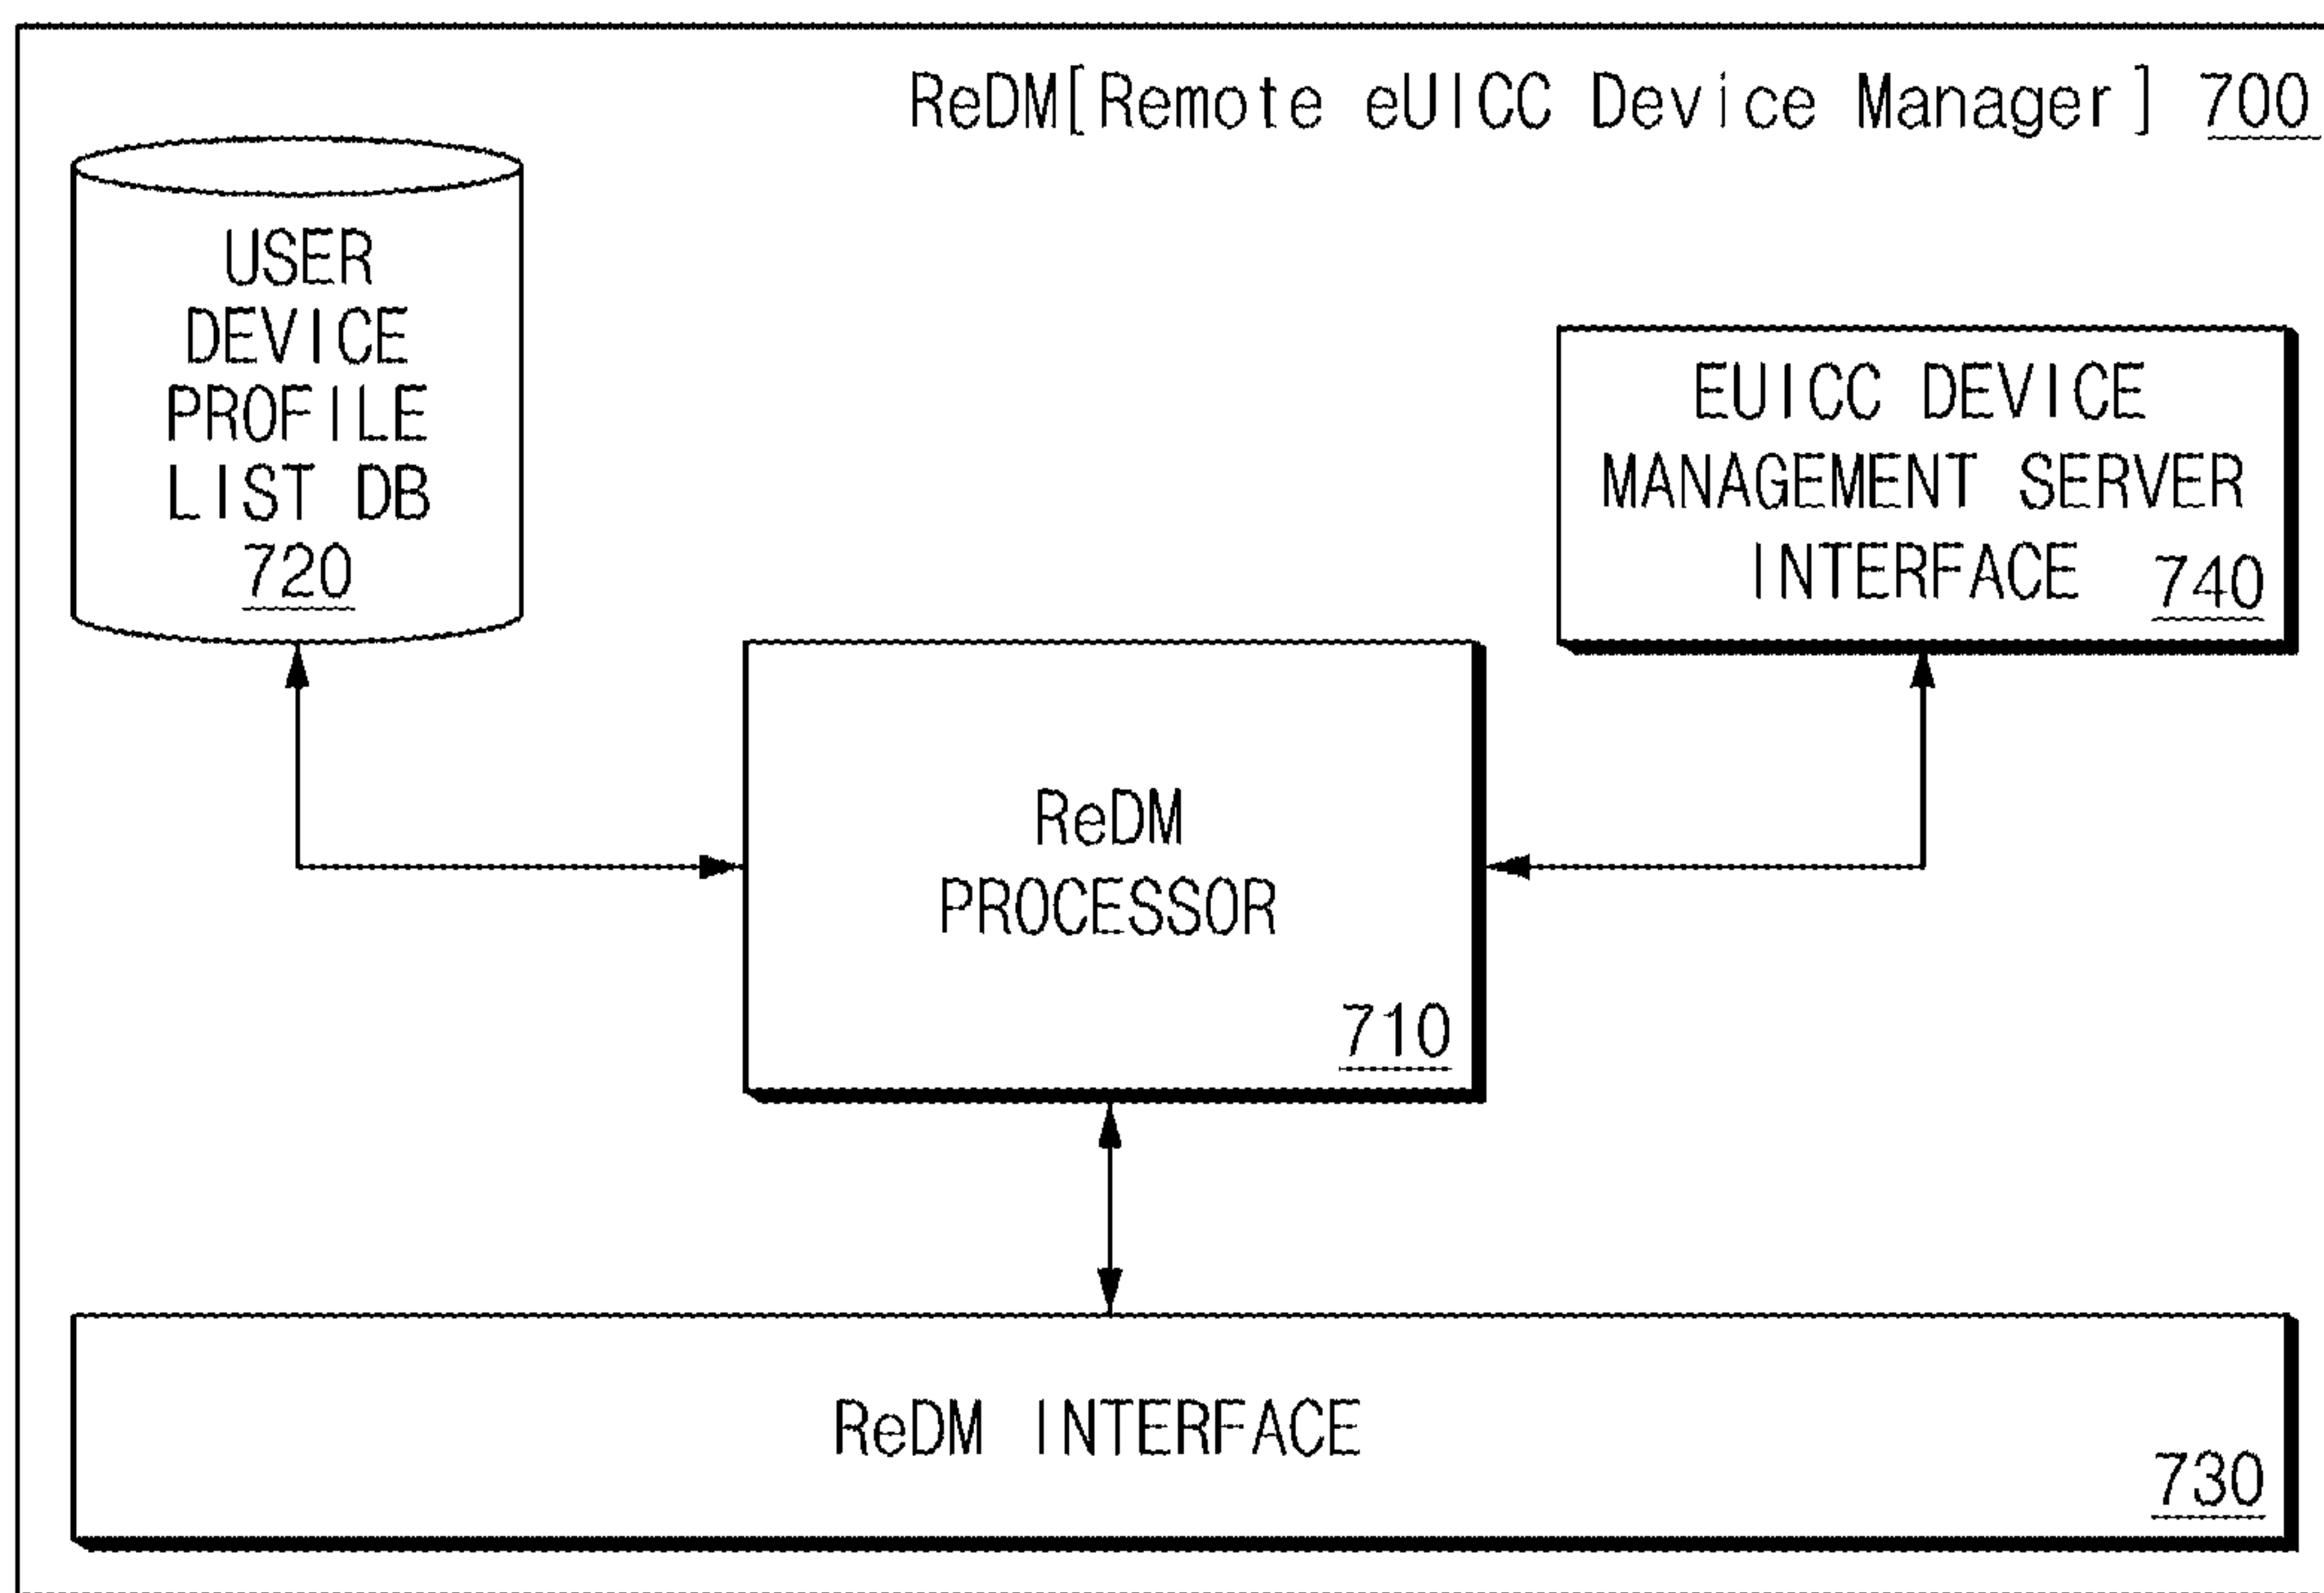 ReDM[Remote eUICC Device Manager] 700
USER
DEVICE
PROFILE
LIST DB
720
EUICC DEVICE
MANAGEMENT SERVER
INTERFACE 740
ReDM
PROCESSOR
710
ReDM INTERFACE
730